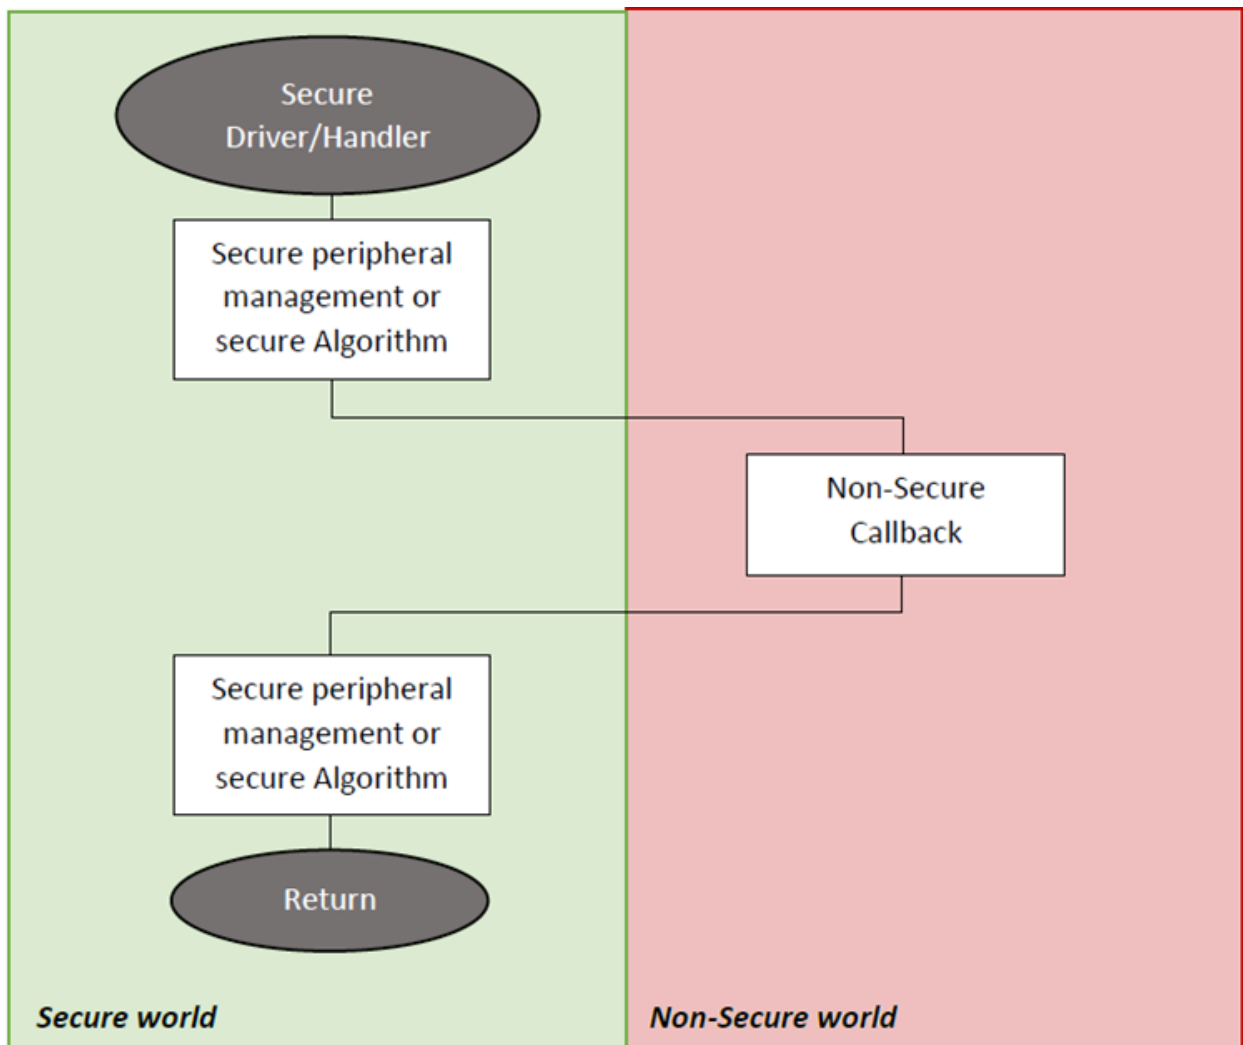 Secure
Driver/Handler
Secure peripheral
management or
secure Algorithm
Non-Secure
Callback
Secure peripheral
management or
secure Algorithm
Return
Secure world
Non-Secure world